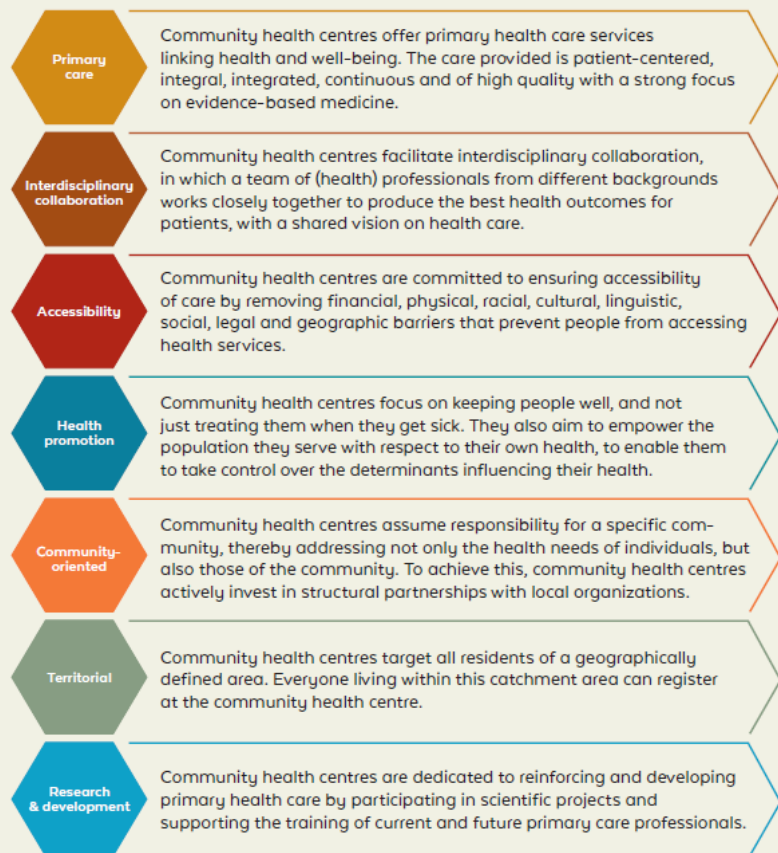 Primary
care
Community health centres offer primary health care services
linking health and well-being. The care provided is patient-centered,
integral, integrated, continuous and of high quality with a strong focus
on evidence-based medicine.
Interdisciplinary
collaboration
Community health centres facilitate interdisciplinary collaboration,
in which a team of (health) professionals from different backgrounds
works closely together to produce the best health outcomes for
patients, with a shared vision on health care.
Accessibility
Community health centres are committed to ensuring accessibility
of care by removing financial, physical, racial, cultural, linguistic,
social, legal and geographic barriers that prevent people from accessing
health services.
Health
promotion
Community health centres focus on keeping people well, and not
just treating them when they get sick. They also aim to empower the
population they serve with respect to their own health, to enable them
to take control over the determinants influencing their health.
Community-
oriented
Community health centres assume responsibility for a specific com-
munity, thereby addressing not only the health needs of individuals, but
also those of the community. To achieve this, community health centres
actively invest in structural partnerships with local organizations.
Territorial
Community health centres target all residents of a geographically
defined area. Everyone living within this catchment area can register
at the community health centre.
Research
& development
Community health centres are dedicated to reinforcing and developing
primary health care by participating in scientific projects and
supporting the training of current and future primary care professionals.